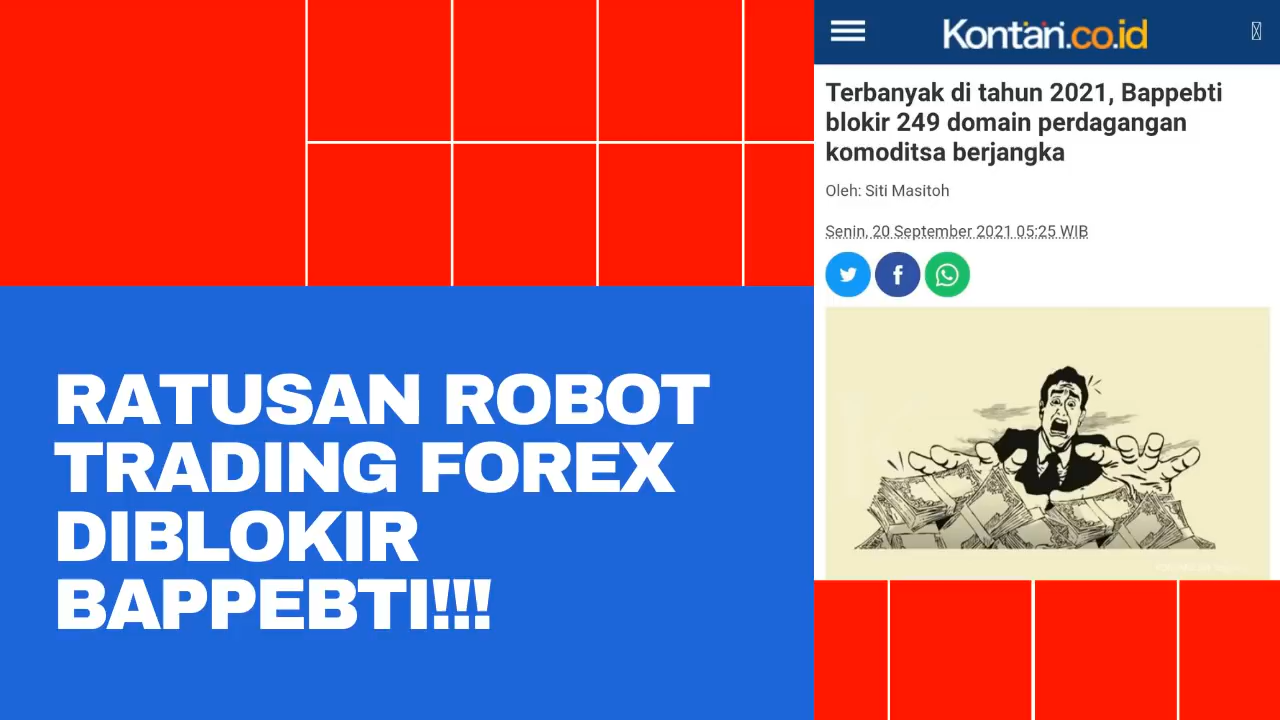 RATUSAN ROBOT
TRADING FOREX
DIBLOKIR
BAPPEBTI!!!
Kontan.co.id
Terbanyak di tahun 2021, Bappebti
blokir 249 domain perdagangan
komoditsa berjangka
Oleh: Siti Masitoh
Senin, 20 September 2021 05:25 WIB